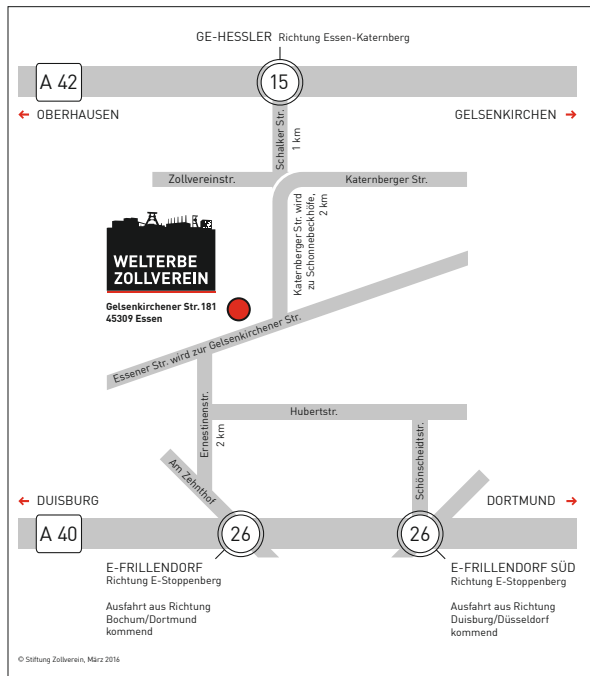 GE-HESSLER Richtung Essen-Katernberg
A 42
15
← OBERHAUSEN
GELSENKIRCHEN →
Schalker Str.
1 km
Zollvereinstr.
Katernberger Str.
Katernberger Str. wird
zu Schonnebeckhöfe,
2 km
WELTERBE
ZOLLVEREIN
Gelsenkirchener Str. 181
45309 Essen
Essener Str. wird zur Gelsenkirchener Str.
Ernestinenstr.
2 km
Hubertstr.
Schönscheidtstr.
Am Zehnthof
← DUISBURG
DORTMUND →
A 40
26
26
E-FRILLENDORF
Richtung E-Stoppenberg
Ausfahrt aus Richtung
Bochum/Dortmund
kommend
E-FRILLENDORF SÜD
Richtung E-Stoppenberg
Ausfahrt aus Richtung
Duisburg/Düsseldorf
kommend
© Stiftung Zollverein, März 2016